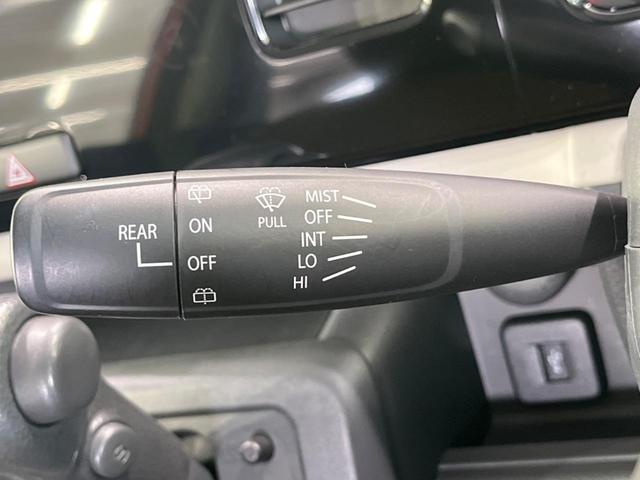 REAR
ON
OFF
PULL
MIST
OFF
INT
LO
HI
S